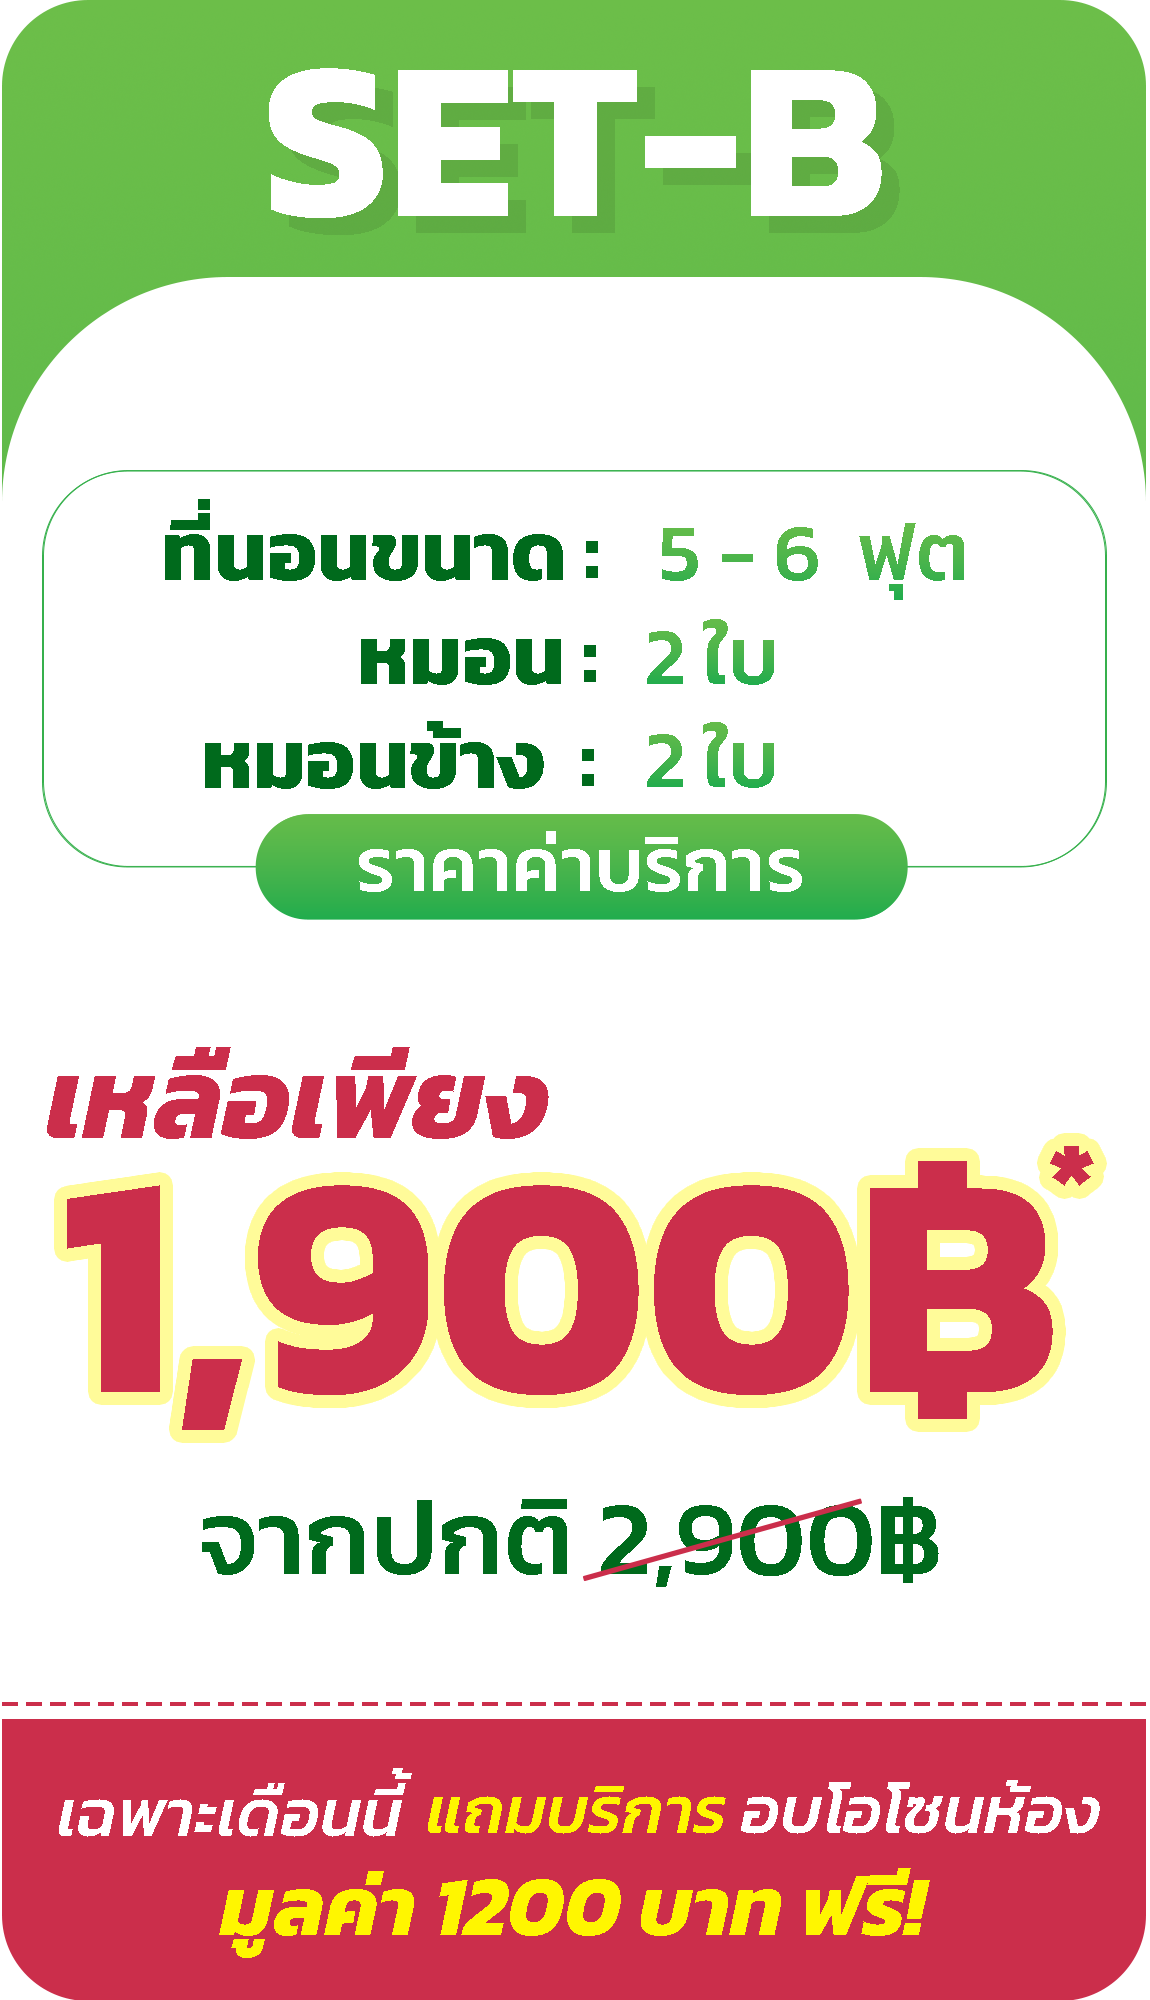 SET-B
ที่นอนขนาด : 5 - 6 ฟุต
หมอน : 2 ใบ
หมอนข้าง : 2 ใบ
ราคาค่าบริการ
เหลือเพียง
1,900฿*
จากปกติ 2,900฿
เฉพาะเดือนนี้ แถมบริการ อบโอโซนห้อง
มูลค่า 1200 บาท ฟรี!